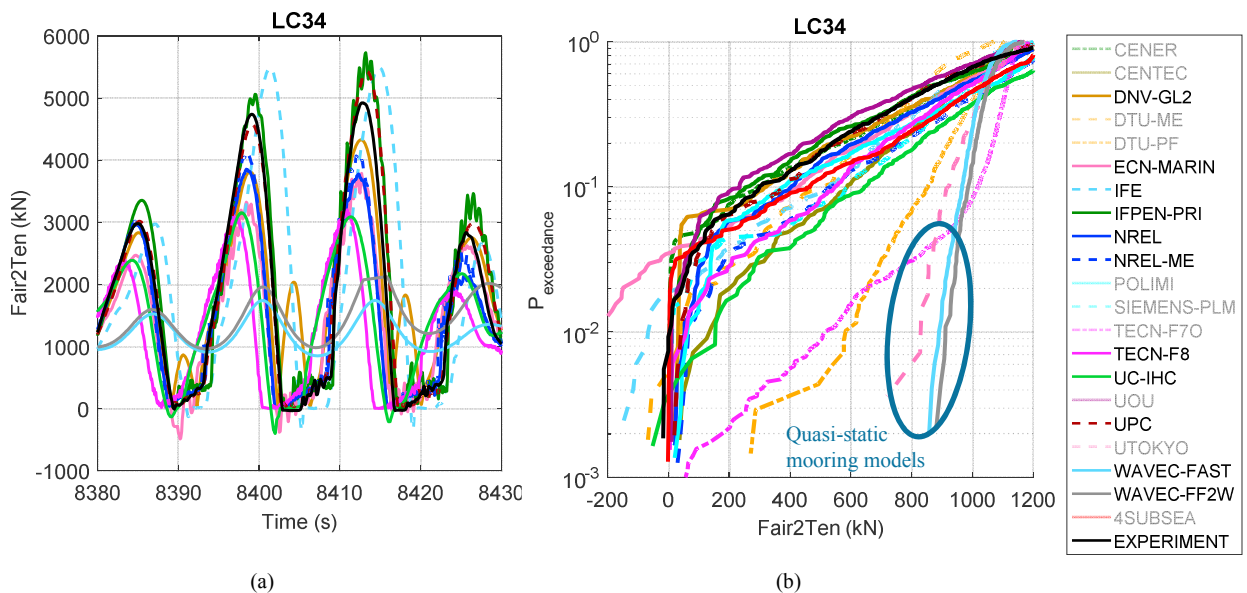 LC34
6000
5000
4000
3000
2000
1000
0
-1000
Fair2Ten (kN)
8380
8390
8400
8410
8420
8430
Time (s)
(a)
LC34
10^0
10^-1
10^-2
10^-3
P_exceedance
Quasi-static
mooring models
-200
0
200
400
600
800
1000
1200
Fair2Ten (kN)
(b)
CENER
CENTEC
DNV-GL2
DTU-ME
DTU-PF
ECN-MARIN
IFE
IFPEN-PRI
NREL
NREL-ME
POLIMI
SIEMENS-PLM
TECN-F7O
TECN-F8
UC-IHC
UOU
UPC
UTOKYO
WAVEC-FAST
WAVEC-FF2W
4SUBSEA
EXPERIMENT